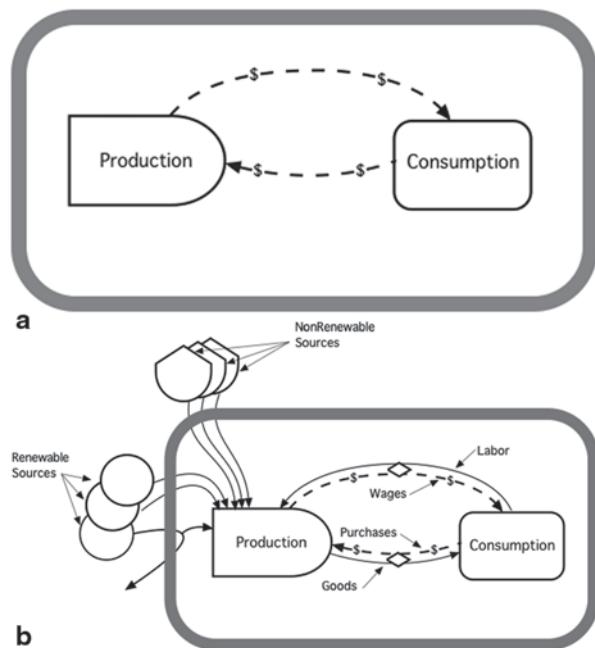 $ $
Production
Consumption
$ $
a
NonRenewable
Sources
Renewable
Sources
Labor
$ $
Wages
Purchases
Production
$ $
Consumption
Goods
b